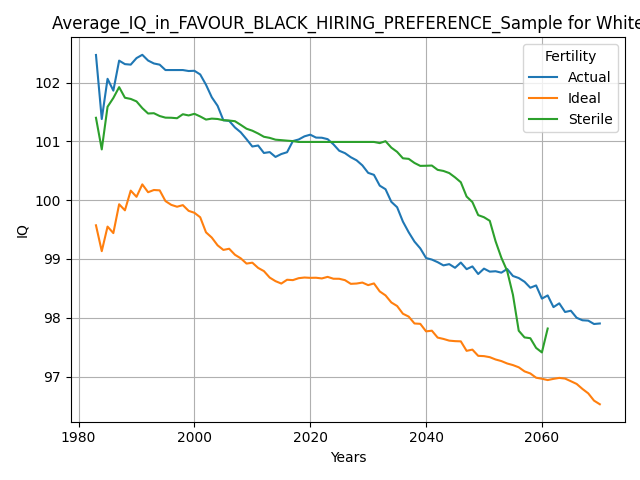 Average_IQ_in_FAVOUR_BLACK_HIRING_PREFERENCE_Sample for White
Fertility
Actual
Ideal
Sterile
102
101
100
99
98
97
IQ
1980
2000
2020
2040
2060
Years